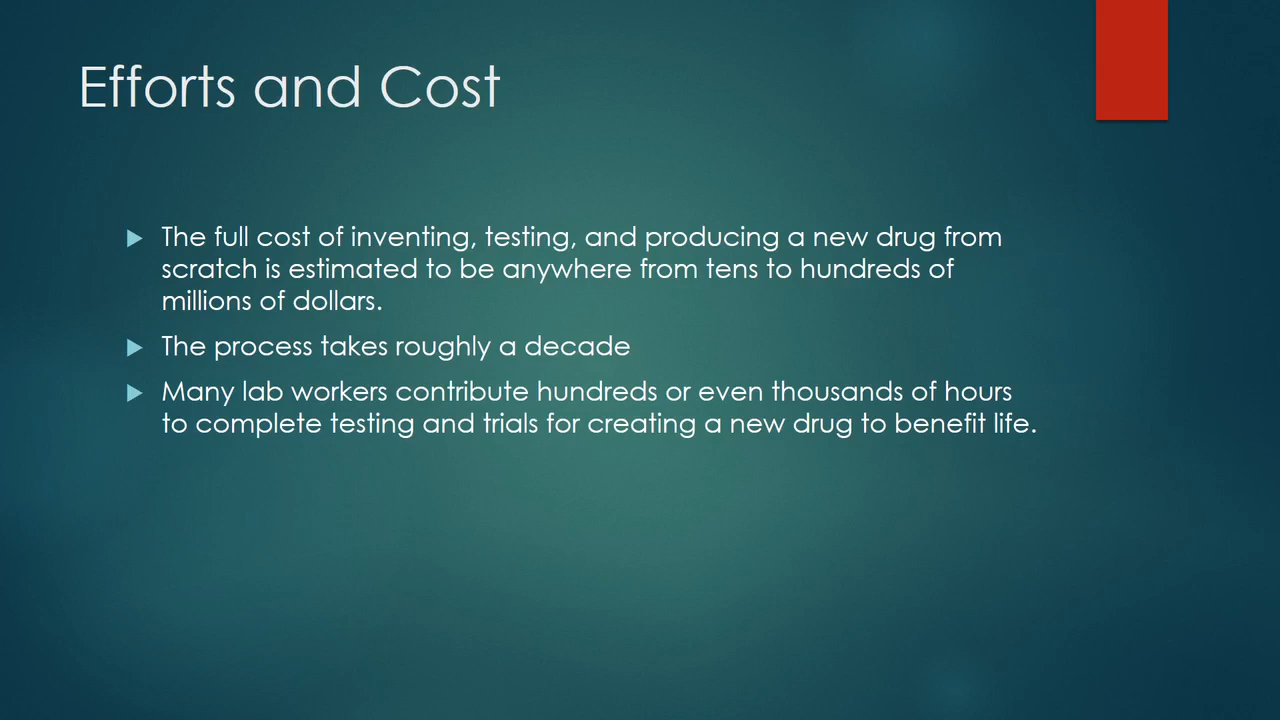 Efforts and Cost
The full cost of inventing, testing, and producing a new drug from
scratch is estimated to be anywhere from tens to hundreds of
millions of dollars.
The process takes roughly a decade
Many lab workers contribute hundreds or even thousands of hours
to complete testing and trials for creating a new drug to benefit life.